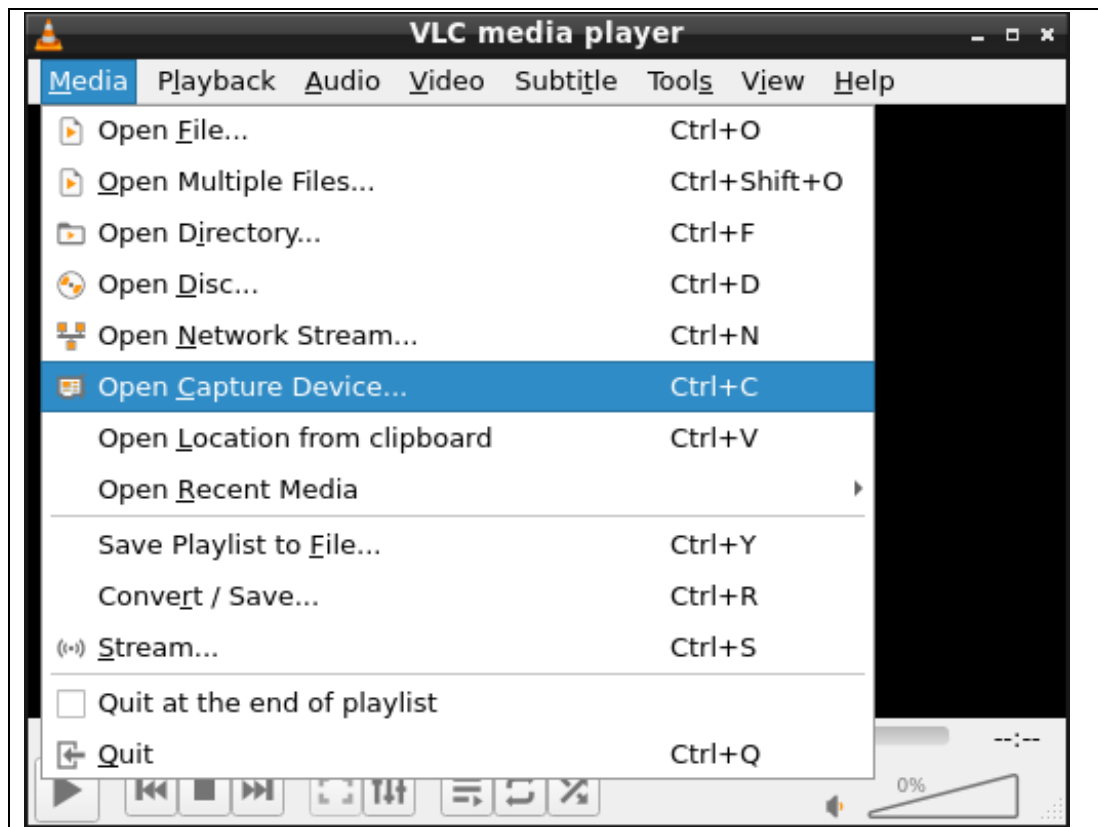 VLC media player
Media Playback Audio Video Subtitle Tools View Help
Open File... Ctrl+O
Open Multiple Files... Ctrl+Shift+O
Open Directory... Ctrl+F
Open Disc... Ctrl+D
Open Network Stream... Ctrl+N
Open Capture Device... Ctrl+C
Open Location from clipboard Ctrl+V
Open Recent Media
Save Playlist to File... Ctrl+Y
Convert / Save... Ctrl+R
Stream... Ctrl+S
Quit at the end of playlist
--:--
Quit Ctrl+Q
0%